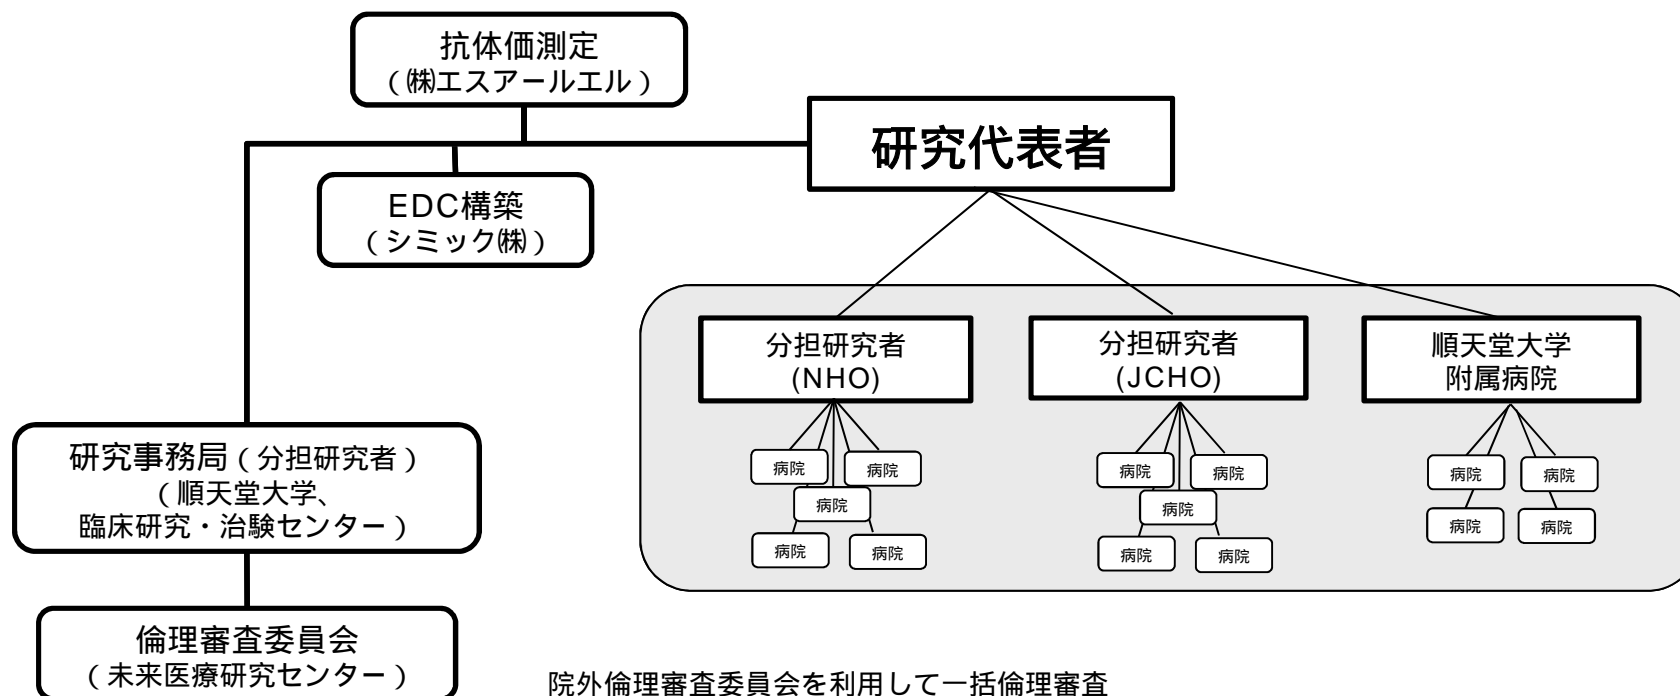 抗体価測定
（㈱エスアールエル）
研究代表者
EDC構築
（シミック㈱）
分担研究者
(NHO)
分担研究者
(JCHO)
順天堂大学
附属病院
病院
病院
病院
病院
病院
病院
病院
病院
病院
病院
病院
病院
病院
病院
研究事務局（分担研究者）
（順天堂大学、
臨床研究・治験センター）
倫理審査委員会
（未来医療研究センター）
院外倫理審査委員会を利用して一括倫理審査